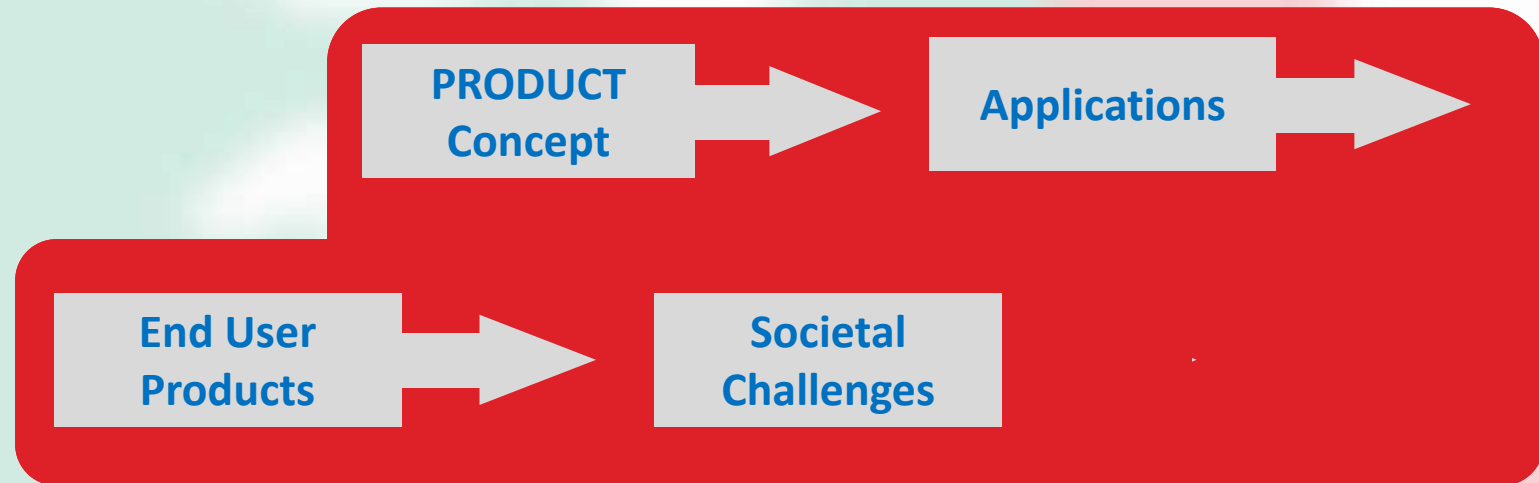 PRODUCT
Concept
Applications
End User
Products
Societal
Challenges